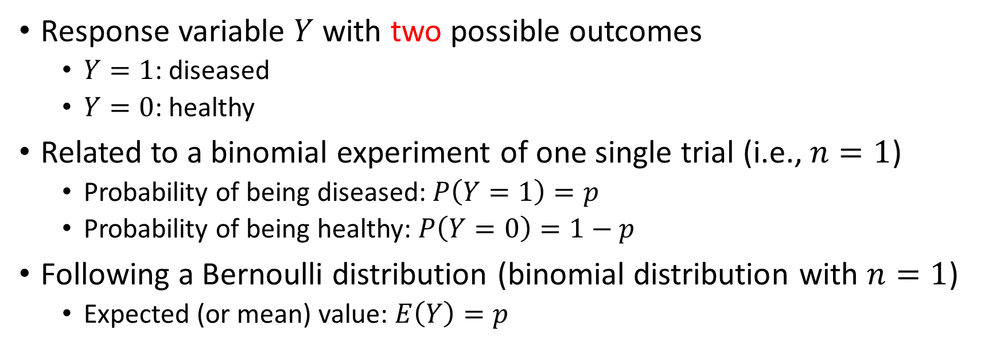 • Response variable Y with two possible outcomes
• Y = 1: diseased
• Y = 0: healthy
• Related to a binomial experiment of one single trial (i.e., n = 1)
• Probability of being diseased: P(Y = 1) = p
• Probability of being healthy: P(Y = 0) = 1 − p
• Following a Bernoulli distribution (binomial distribution with n = 1)
• Expected (or mean) value: E(Y) = p